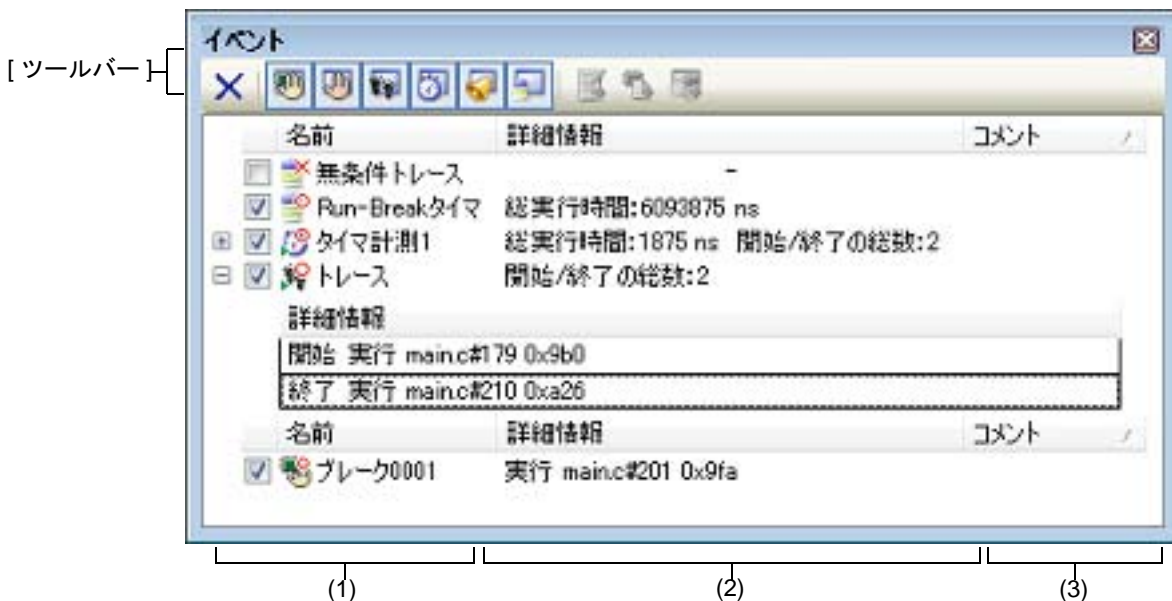 イベント
[ ツールバー ]
名前 詳細情報 コメント
無条件トレース -
Run-Breakタイマ 総実行時間:6093875 ns
タイマ計測1 総実行時間:1875 ns 開始/終了の総数:2
トレース 開始/終了の総数:2
詳細情報
開始 実行 main.c#179 0x9b0
終了 実行 main.c#210 0xa26
名前 詳細情報 コメント
ブレーク0001 実行 main.c#201 0x9fa
(1) (2) (3)